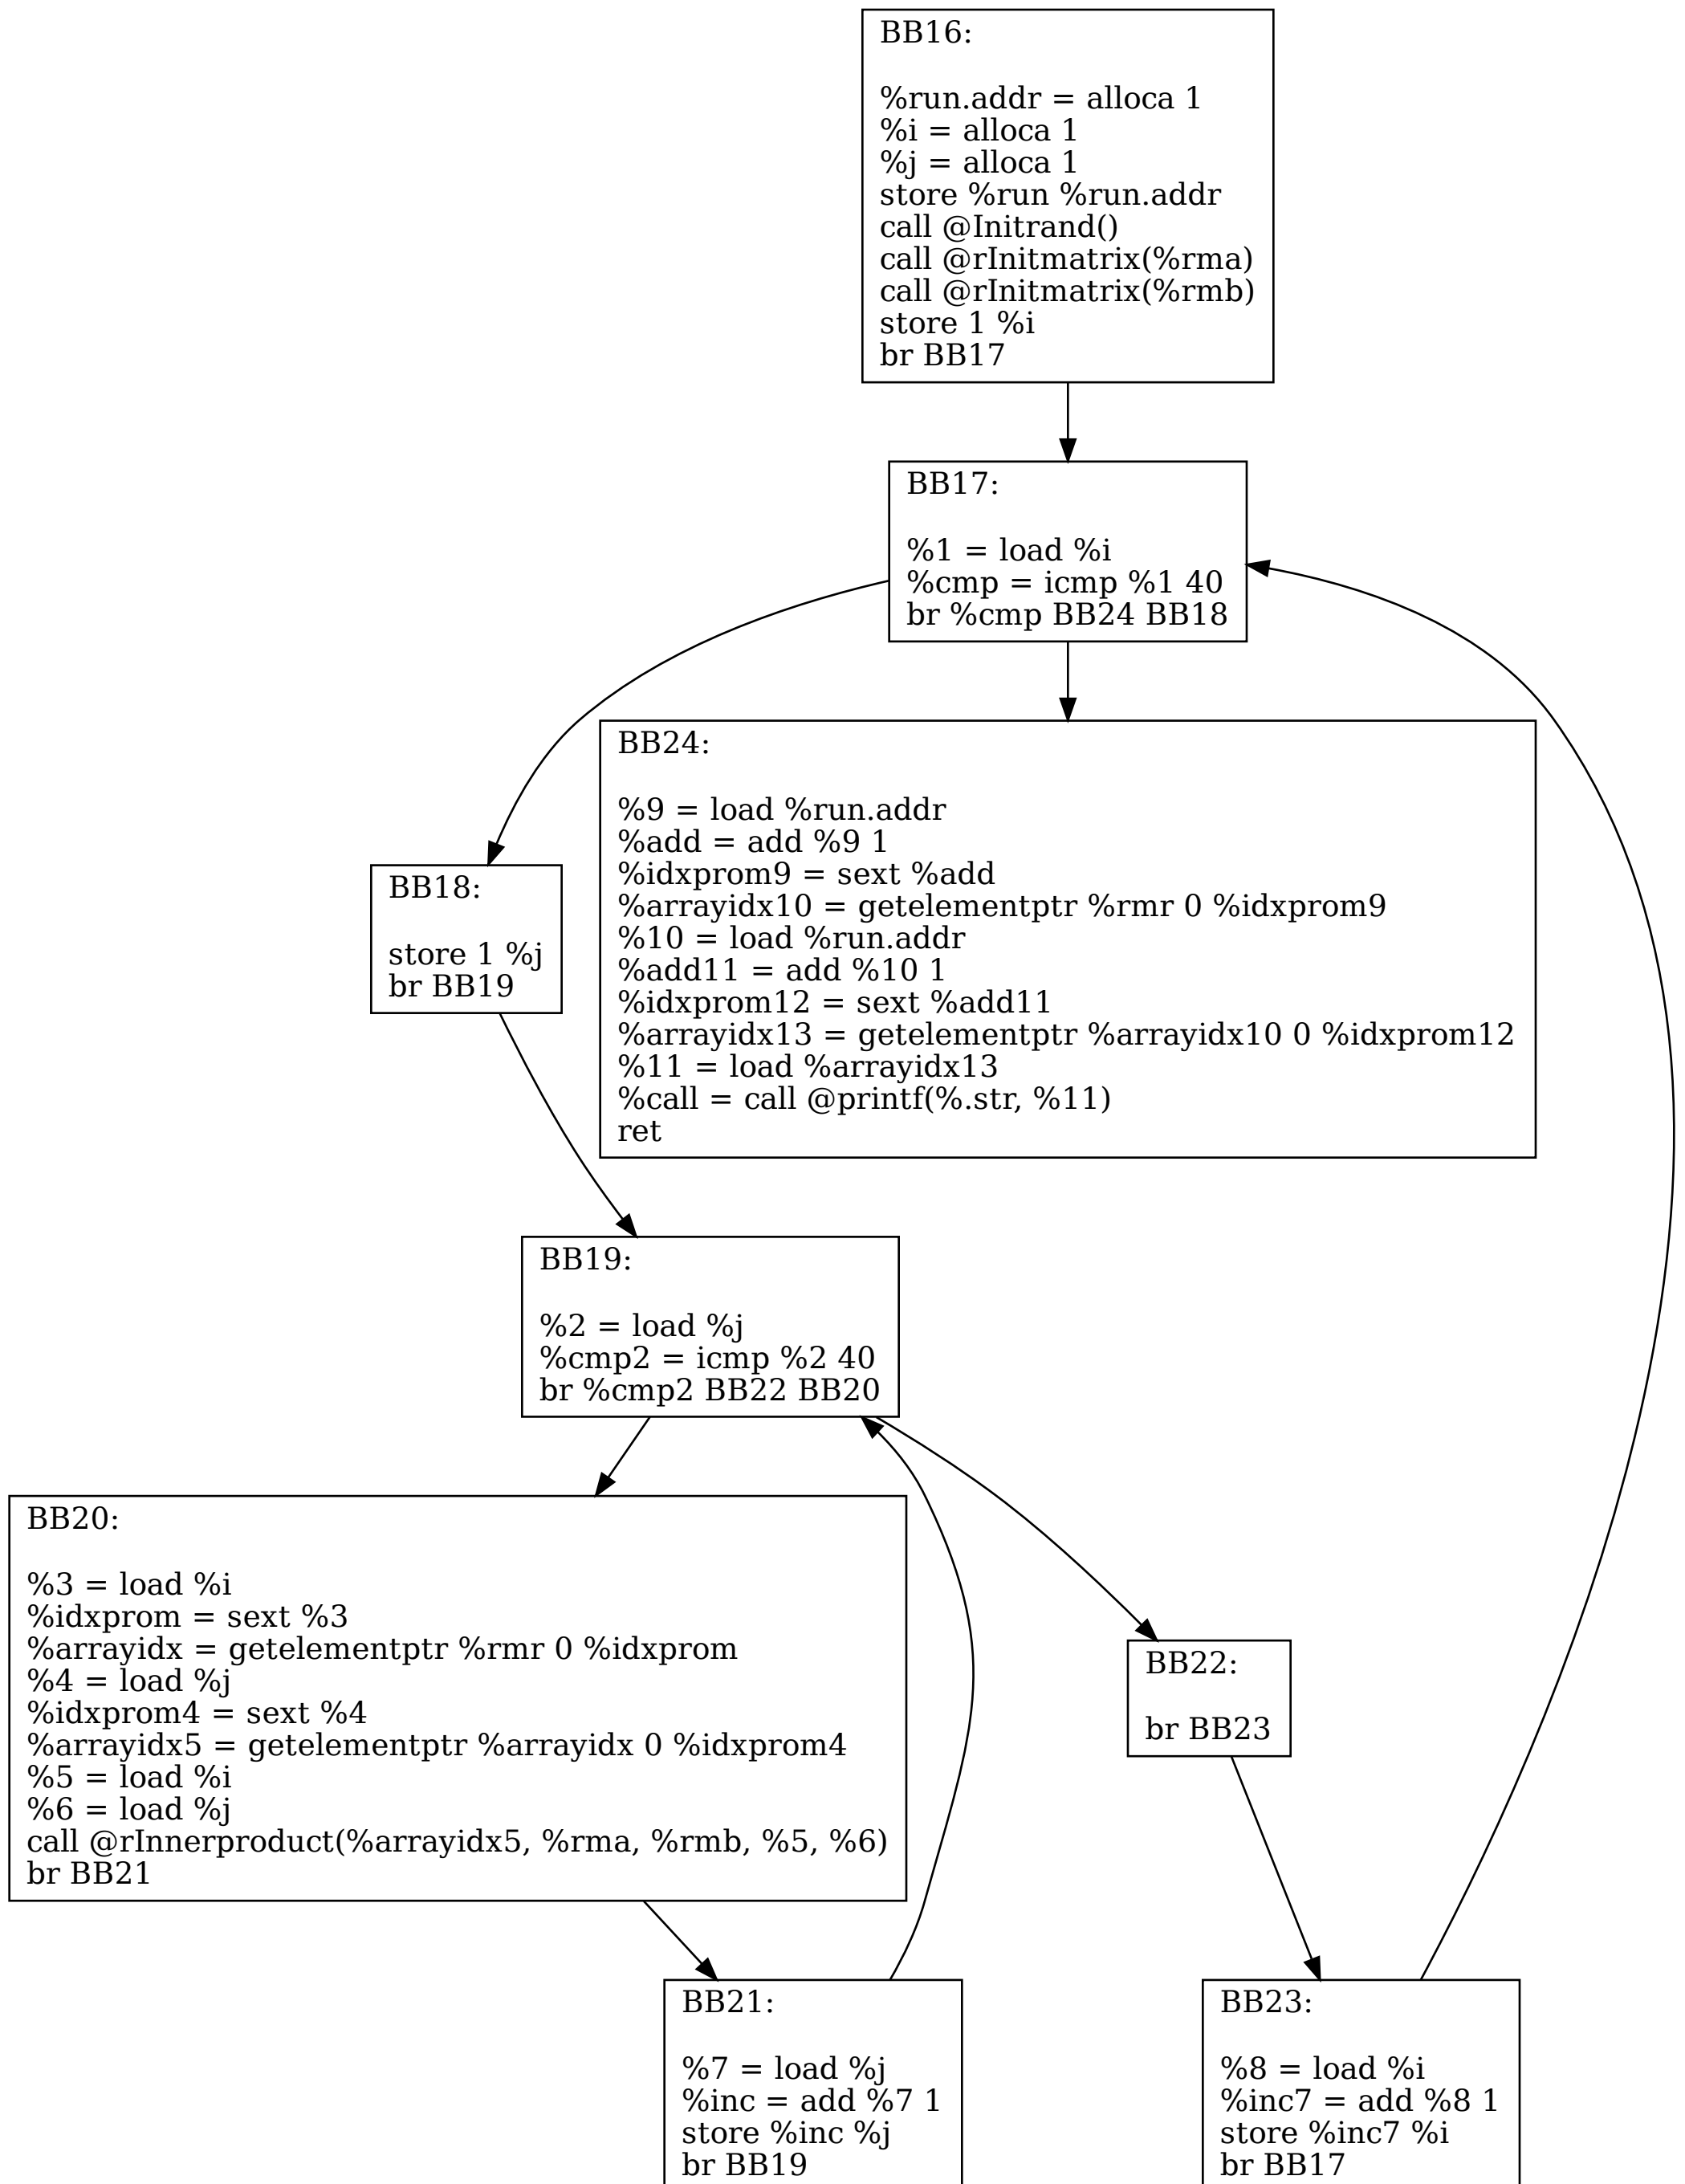 BB16:
%run.addr = alloca 1
%i = alloca 1
%j = alloca 1
store %run %run.addr
call @Initrand()
call @rInitmatrix(%rma)
call @rInitmatrix(%rmb)
store 1 %i
br BB17
BB17:
%1 = load %i
%cmp = icmp %1 40
br %cmp BB24 BB18
BB24:
%9 = load %run.addr
%add = add %9 1
%idxprom9 = sext %add
%arrayidx10 = getelementptr %rmr 0 %idxprom9
%10 = load %run.addr
%add11 = add %10 1
%idxprom12 = sext %add11
%arrayidx13 = getelementptr %arrayidx10 0 %idxprom12
%11 = load %arrayidx13
%call = call @printf(%.str, %11)
ret
BB18:
store 1 %j
br BB19
BB19:
%2 = load %j
%cmp2 = icmp %2 40
br %cmp2 BB22 BB20
BB20:
%3 = load %i
%idxprom = sext %3
%arrayidx = getelementptr %rmr 0 %idxprom
%4 = load %j
%idxprom4 = sext %4
%arrayidx5 = getelementptr %arrayidx 0 %idxprom4
%5 = load %i
%6 = load %j
call @rInnerproduct(%arrayidx5, %rma, %rmb, %5, %6)
br BB21
BB22:
br BB23
BB21:
%7 = load %j
%inc = add %7 1
store %inc %j
br BB19
BB23:
%8 = load %i
%inc7 = add %8 1
store %inc7 %i
br BB17